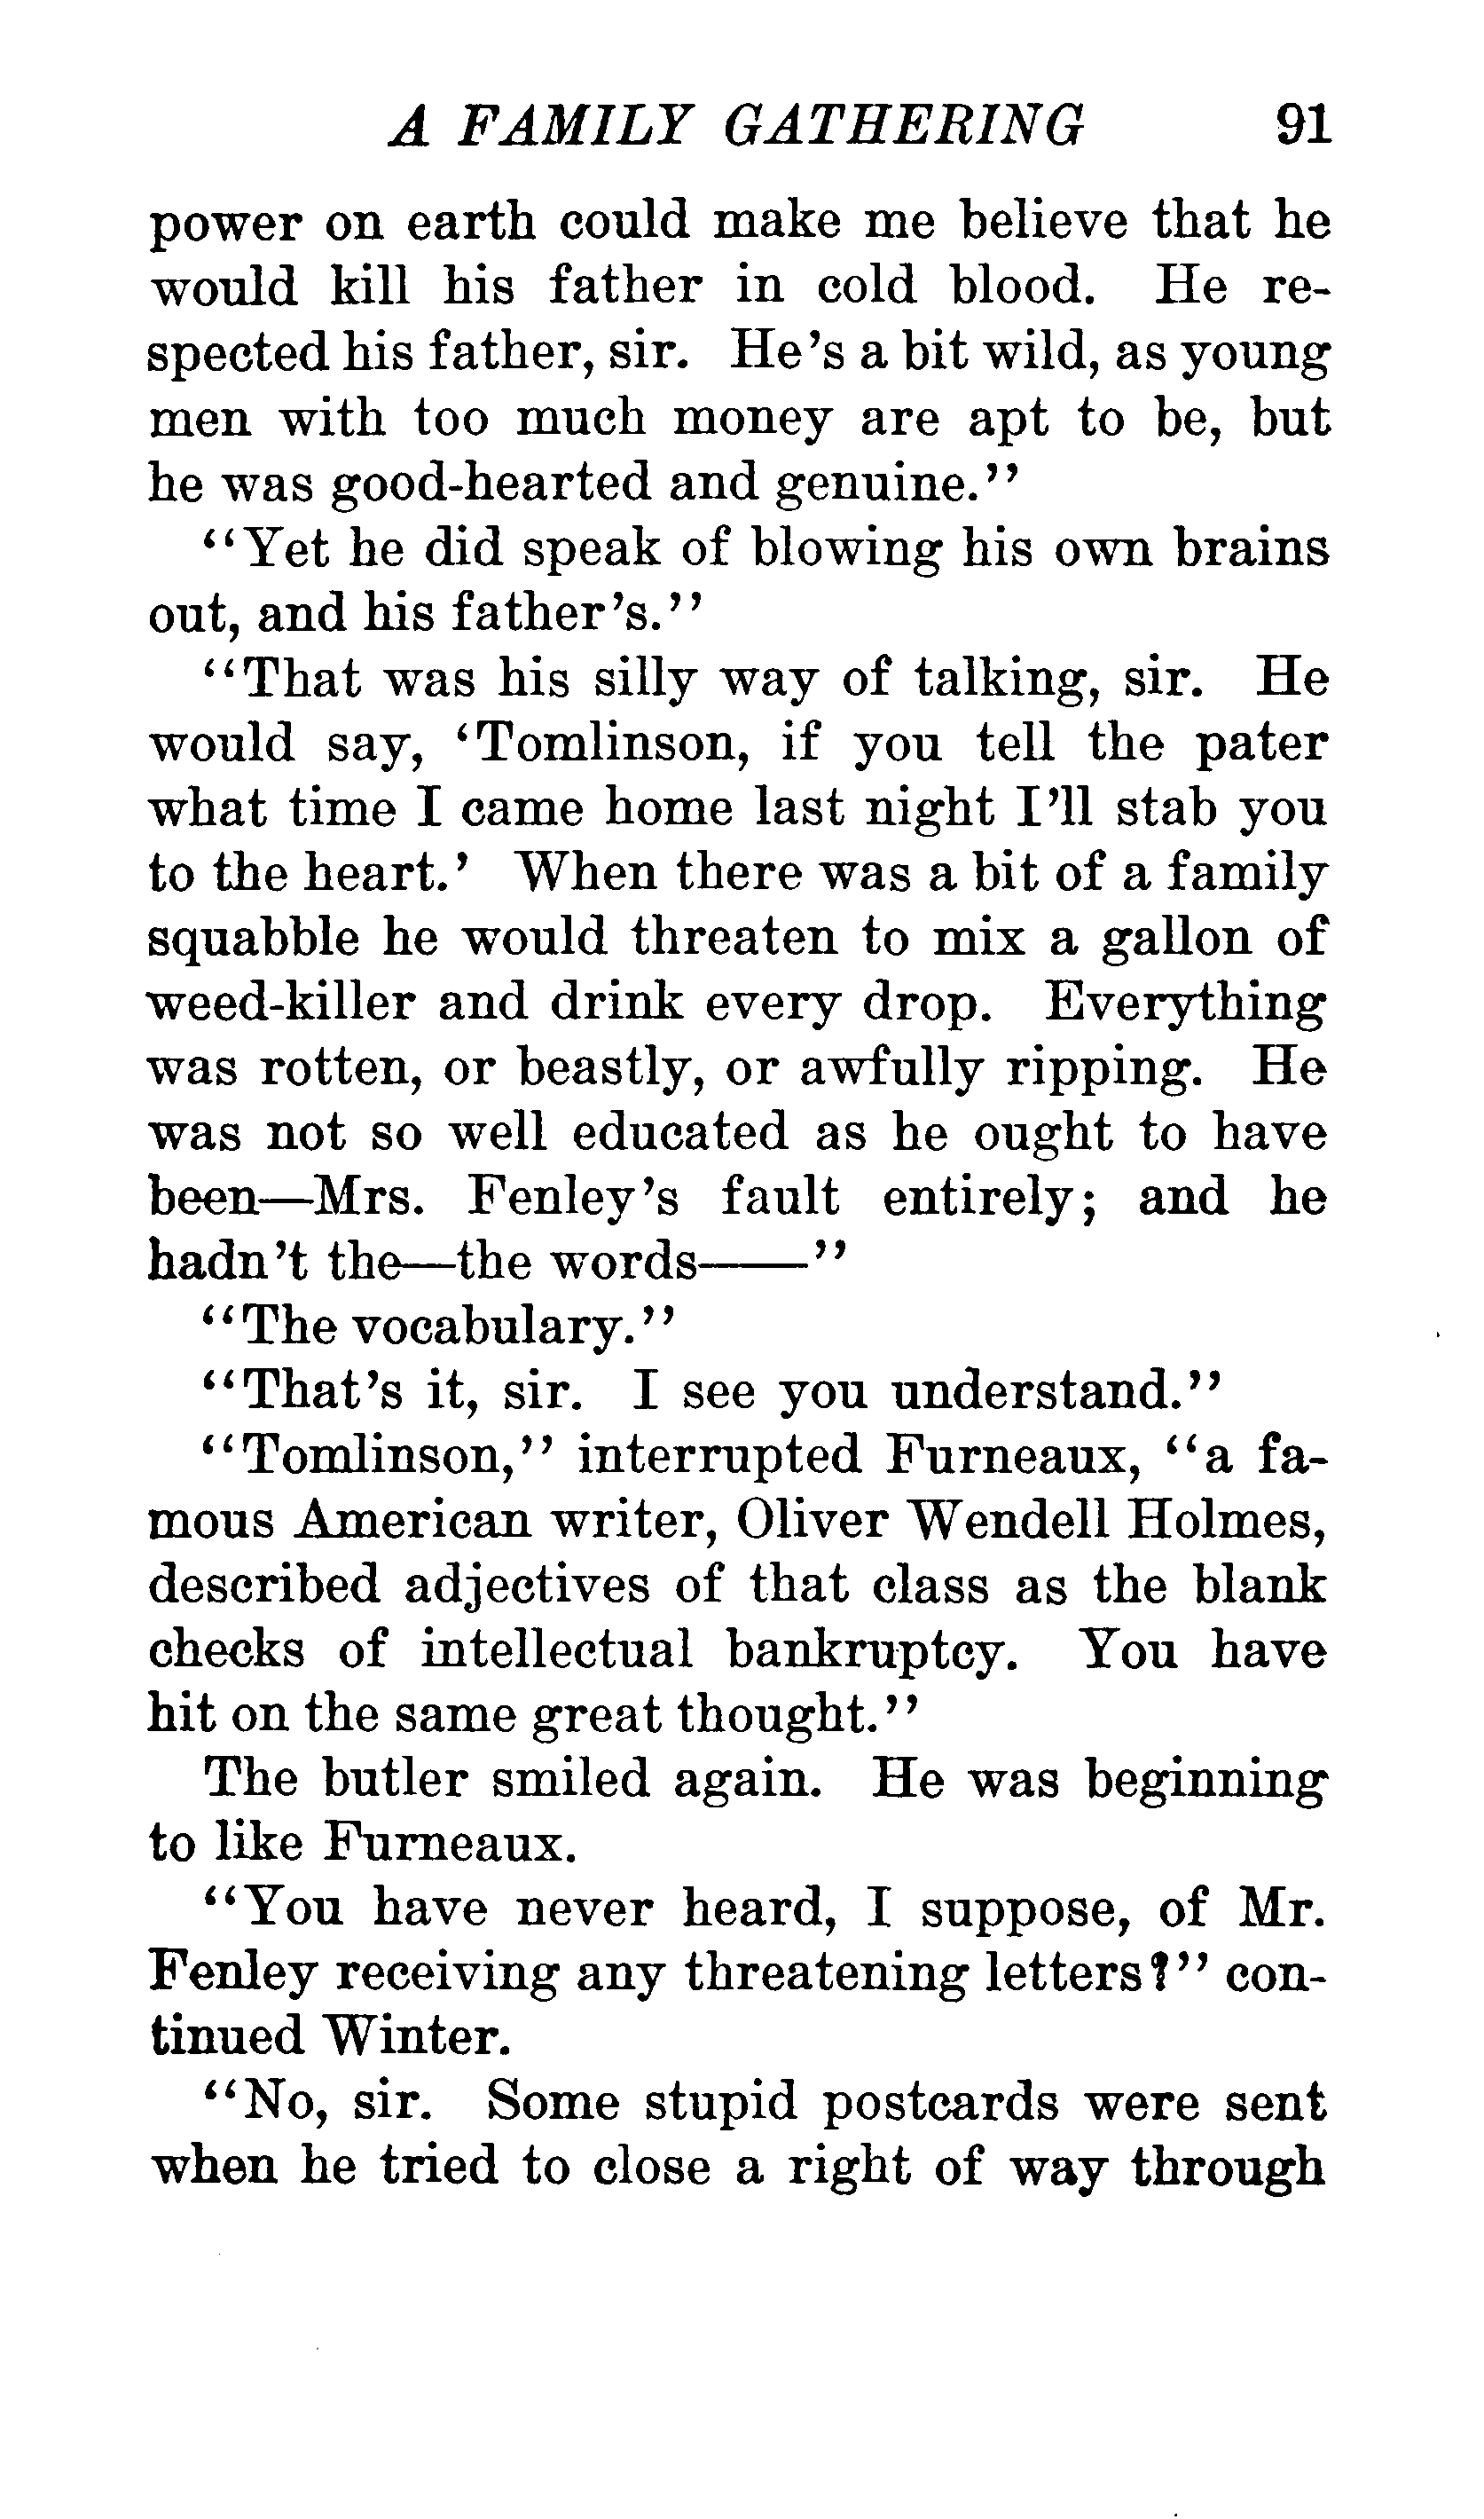 A FAMILY GATHERING 91
power on earth could make me believe that he
would kill his father in cold blood. He re-
spected his father, sir. He's a bit wild, as young
men with too much money are apt to be, but
he was good-hearted and genuine."
"Yet he did speak of blowing his own brains
out, and his father's."
"That was his silly way of talking, sir. He
would say, 'Tomlinson, if you tell the pater
what time I came home last night I'll stab you
to the heart.' When there was a bit of a family
squabble he would threaten to mix a gallon of
weed-killer and drink every drop. Everything
was rotten, or beastly, or awfully ripping. He
was not so well educated as he ought to have
been—Mrs. Fenley's fault entirely; and he
hadn't the—the words——"
"The vocabulary."
"That's it, sir. I see you understand."
"Tomlinson," interrupted Furneaux, "a fa-
mous American writer, Oliver Wendell Holmes,
described adjectives of that class as the blank
checks of intellectual bankruptcy. You have
hit on the same great thought."
The butler smiled again. He was beginning
to like Furneaux.
"You have never heard, I suppose, of Mr.
Fenley receiving any threatening letters?" con-
tinued Winter.
"No, sir. Some stupid postcards were sent
when he tried to close a right of way through